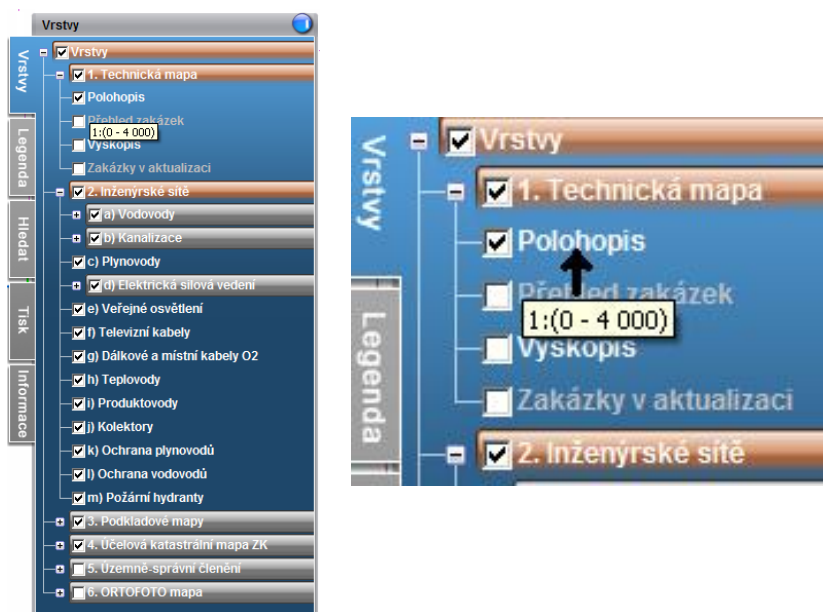 Vrstvy
Vrstvy
Legenda
Hledat
Tisk
Informace
Vrstvy
1. Technická mapa
Polohopis
Přehled zakázek
1:(0 - 4 000)
Výskopis
Zakázky v aktualizaci
2. Inženýrské sítě
a) Vodovody
b) Kanalizace
c) Plynovody
d) Elektrická silová vedení
e) Veřejné osvětlení
f) Televizní kabely
g) Dálkové a místní kabely O2
h) Teplovody
i) Produktovody
j) Kolektory
k) Ochrana plynovodů
l) Ochrana vodovodů
m) Požární hydranty
3. Podkladové mapy
4. Účelová katastrální mapa ZK
5. Územně-správní členění
6. ORTOFOTO mapa
Vrstvy
Legenda
Vrstvy
1. Technická mapa
Polohopis
Přehled zakázek
1:(0 - 4 000)
Výskopis
Zakázky v aktualizaci
2. Inženýrské sítě